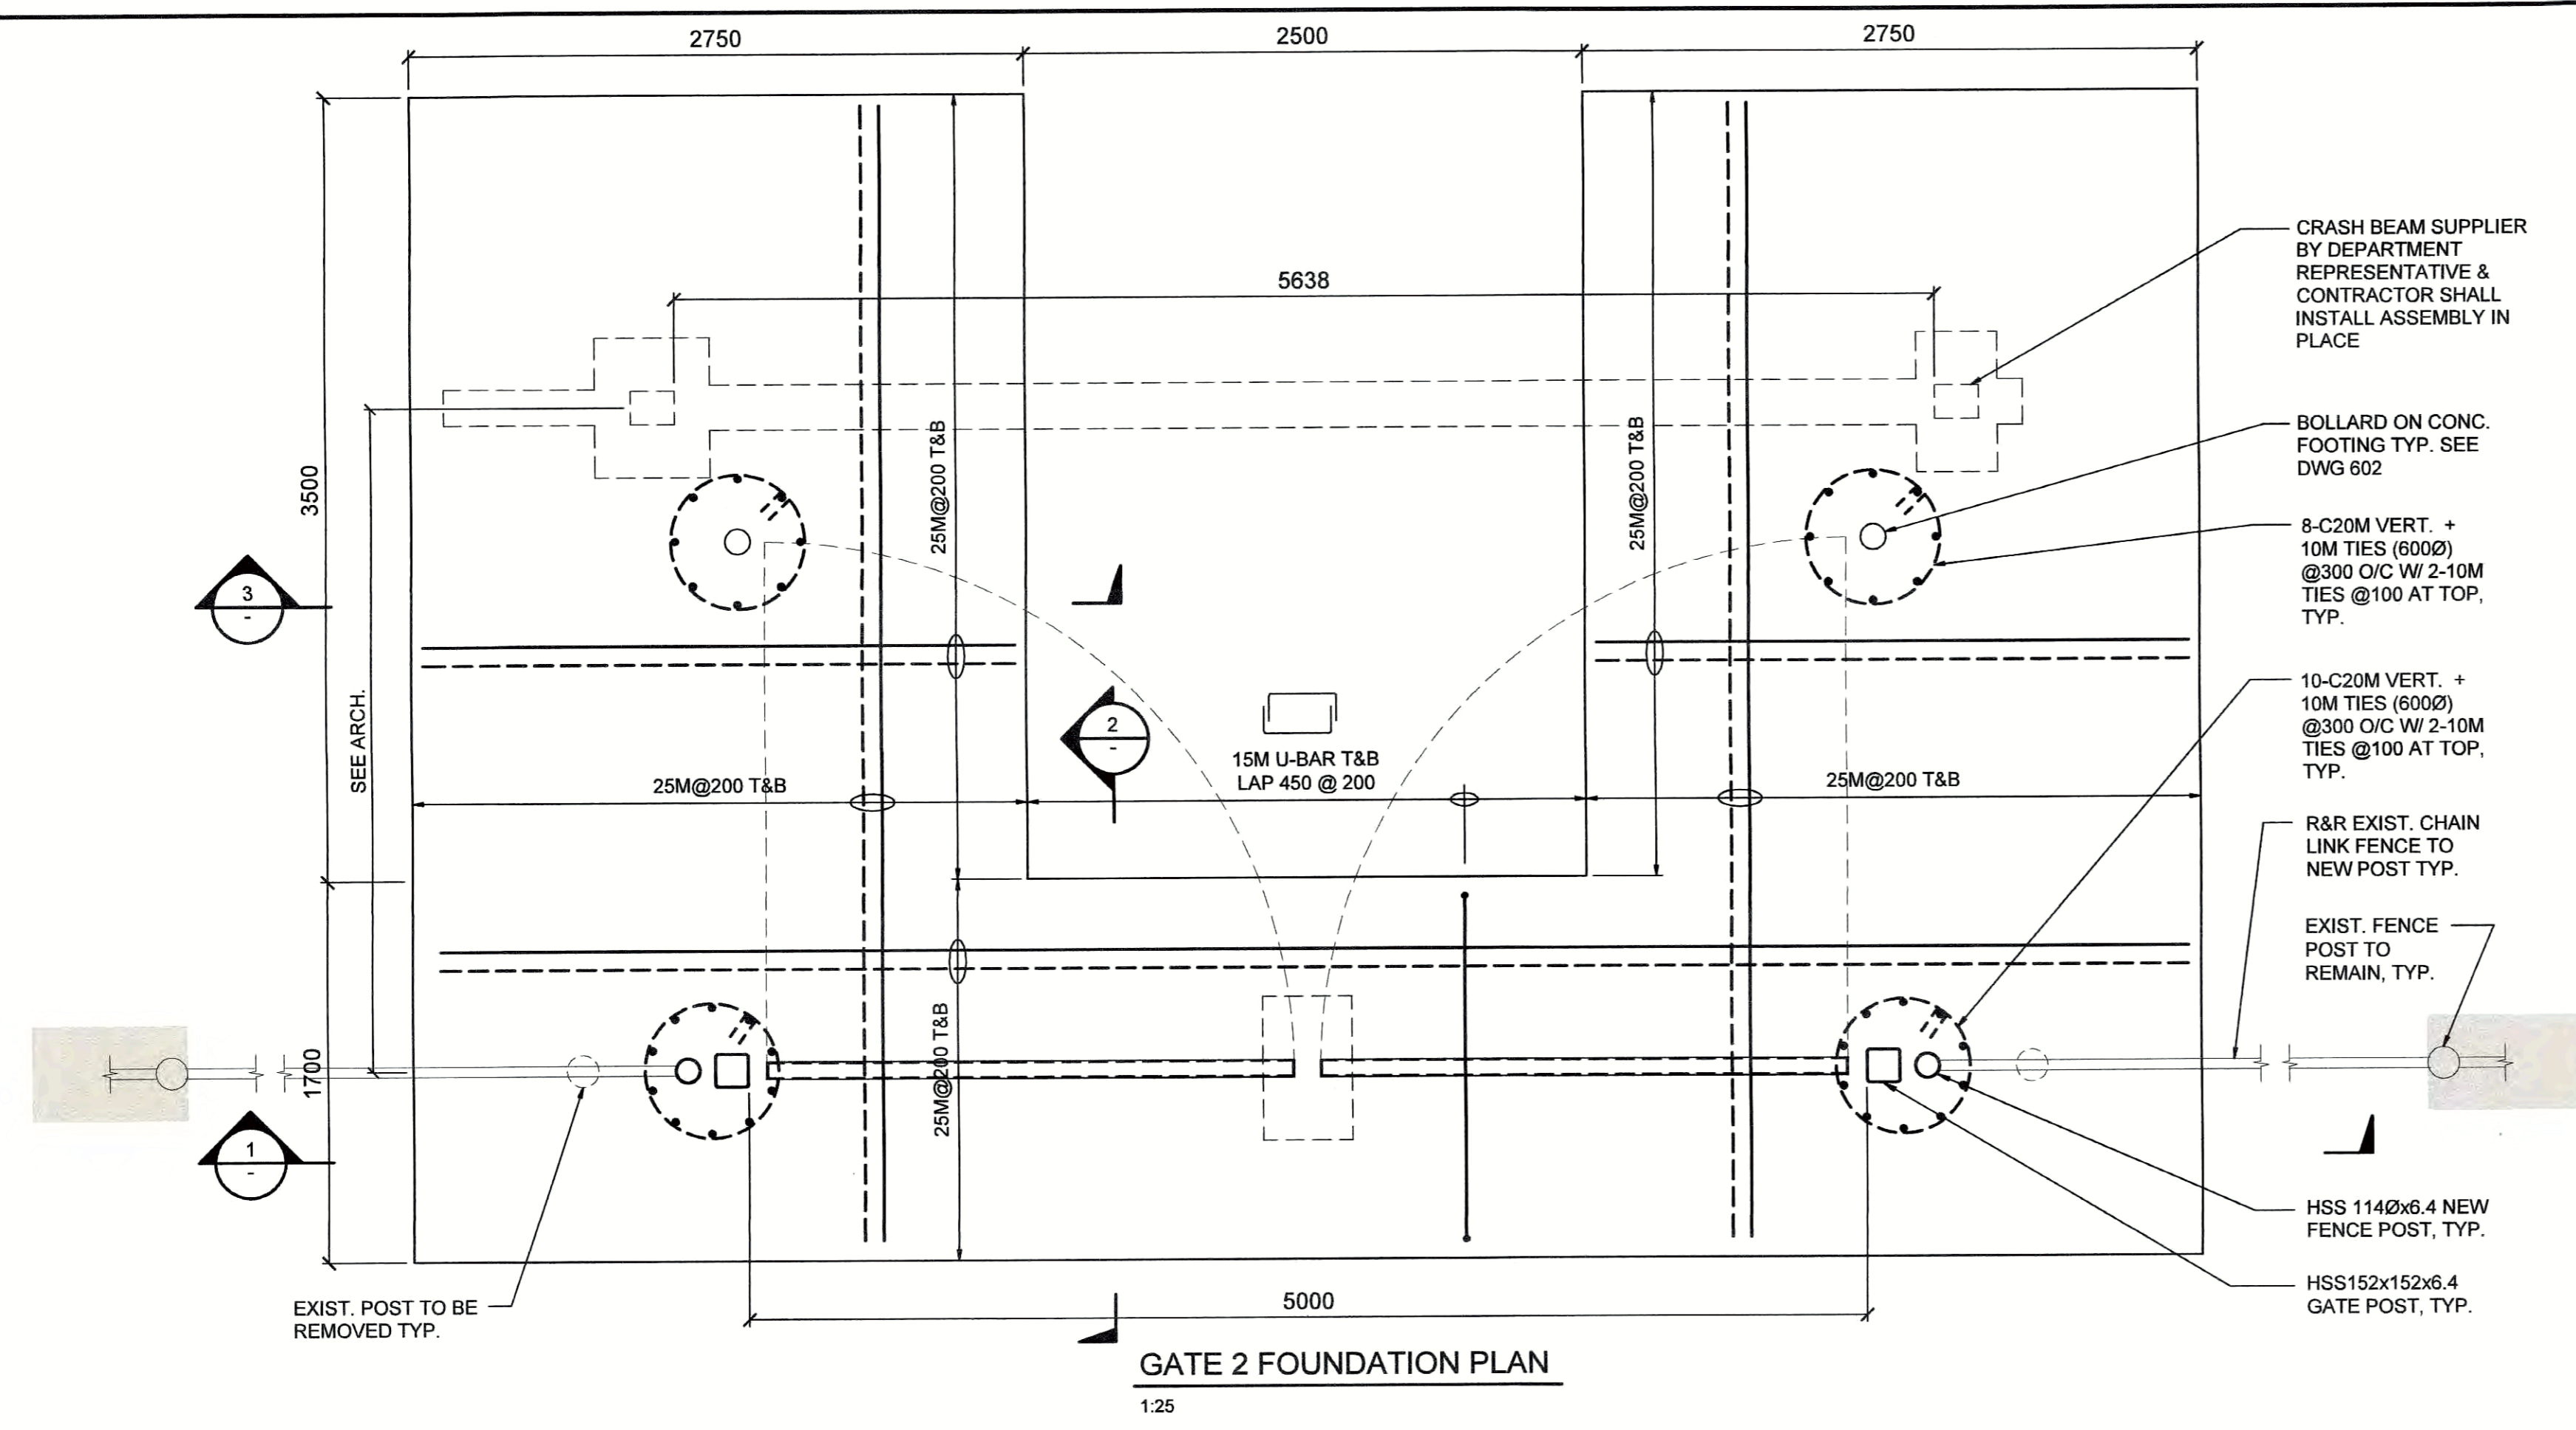 2750
2500
2750
5638
CRASH BEAM SUPPLIER
BY DEPARTMENT
REPRESENTATIVE &
CONTRACTOR SHALL
INSTALL ASSEMBLY IN
PLACE
BOLLARD ON CONC.
FOOTING TYP. SEE
DWG 602
8-C20M VERT. +
10M TIES (600Ø)
@300 O/C W/ 2-10M
TIES @100 AT TOP,
TYP.
10-C20M VERT. +
10M TIES (600Ø)
@300 O/C W/ 2-10M
TIES @100 AT TOP,
TYP.
R&R EXIST. CHAIN
LINK FENCE TO
NEW POST TYP.
EXIST. FENCE
POST TO
REMAIN, TYP.
HSS 114Øx6.4 NEW
FENCE POST, TYP.
HSS152x152x6.4
GATE POST, TYP.
3500
1700
SEE ARCH.
3
-
1
-
2
-
25M@200 T&B
25M@200 T&B
25M@200 T&B
15M U-BAR T&B
LAP 450 @ 200
25M@200 T&B
25M@200 T&B
EXIST. POST TO BE
REMOVED TYP.
5000
GATE 2 FOUNDATION PLAN
1:25